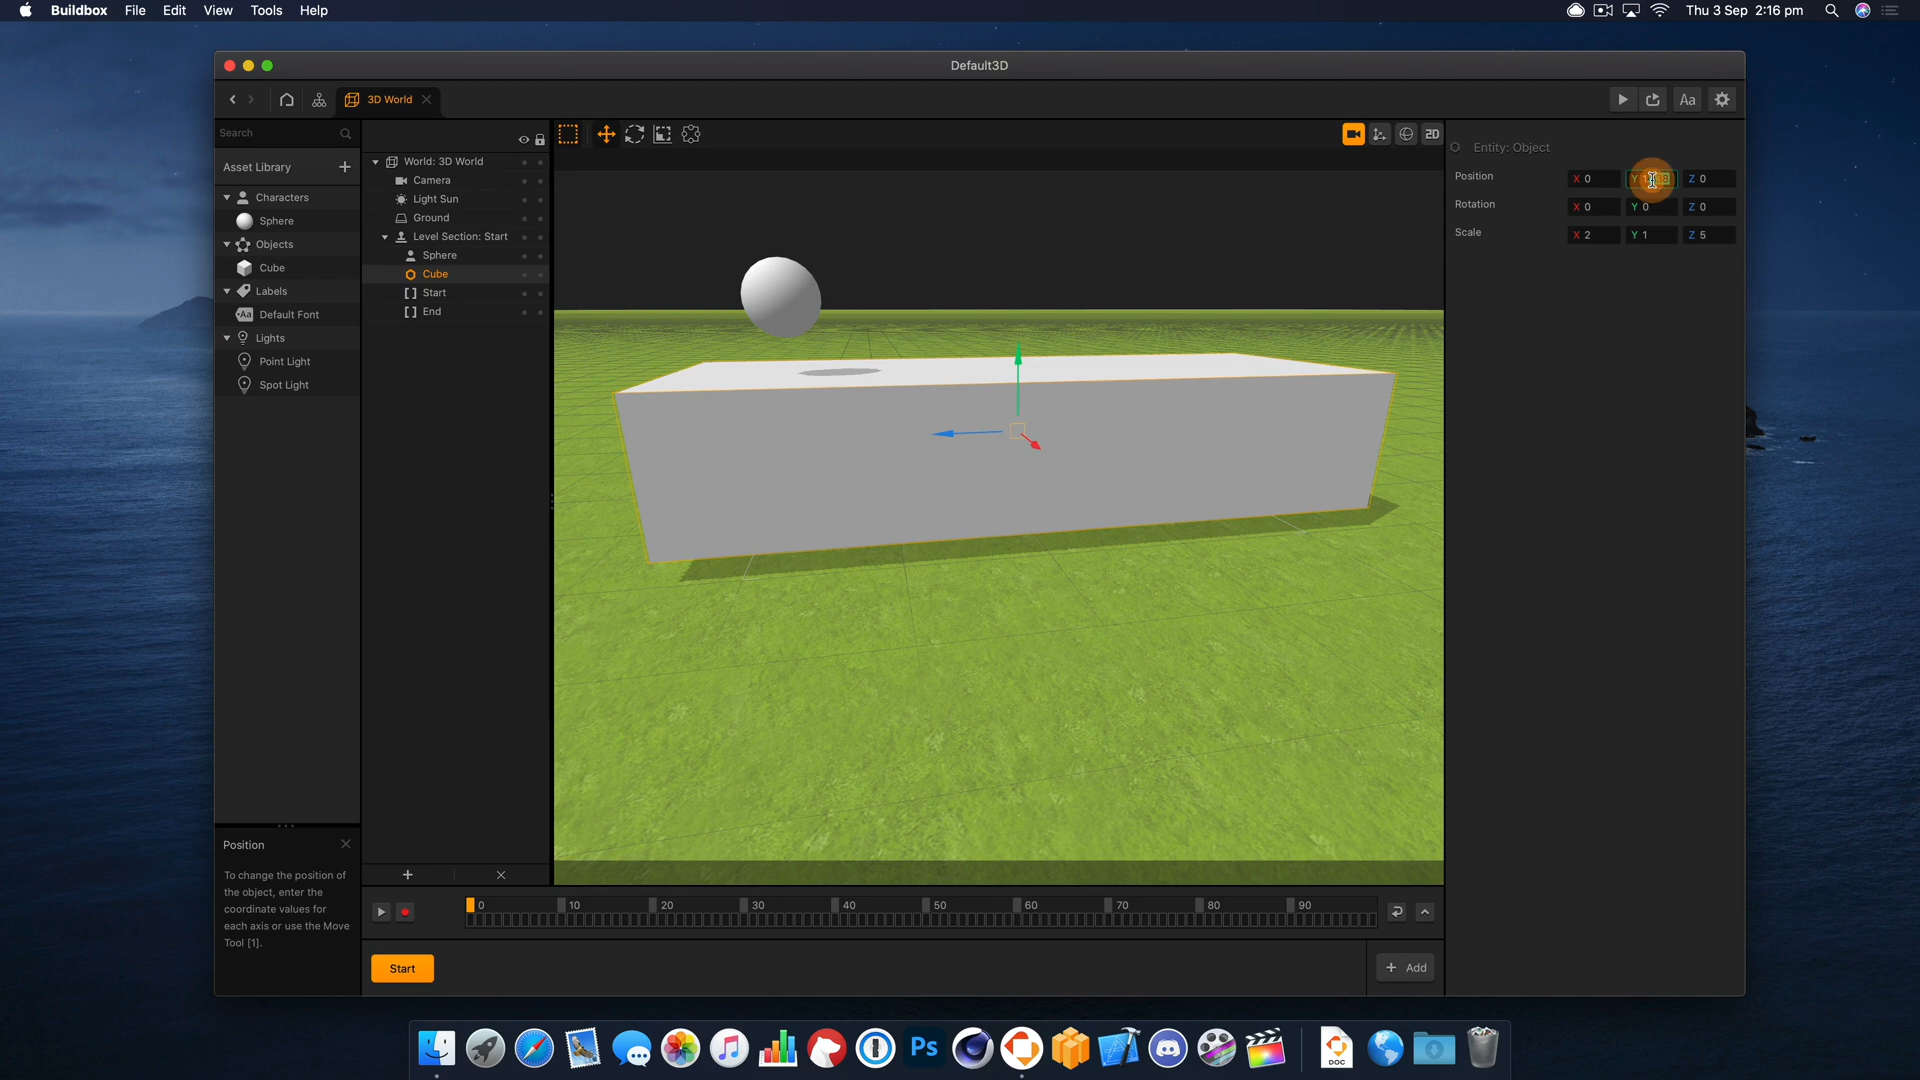 Buildbox File Edit View Tools Help
Thu 3 Sep 2:16 pm
Default3D
3D World
Aa
Search
Asset Library
Characters
Sphere
Objects
Cube
Labels
Aa Default Font
Lights
Point Light
Spot Light
World: 3D World
Camera
Light Sun
Ground
Level Section: Start
Sphere
Cube
Start
End
2D
Entity: Object
Position X 0 Y Z 0
Rotation X 0 Y 0 Z 0
Scale X 2 Y 1 Z 5
Position
To change the position of
the object, enter the
coordinate values for
each axis or use the Move
Tool [1].
0 10 20 30 40 50 60 70 80 90
Start
+ Add
Ps
DOC